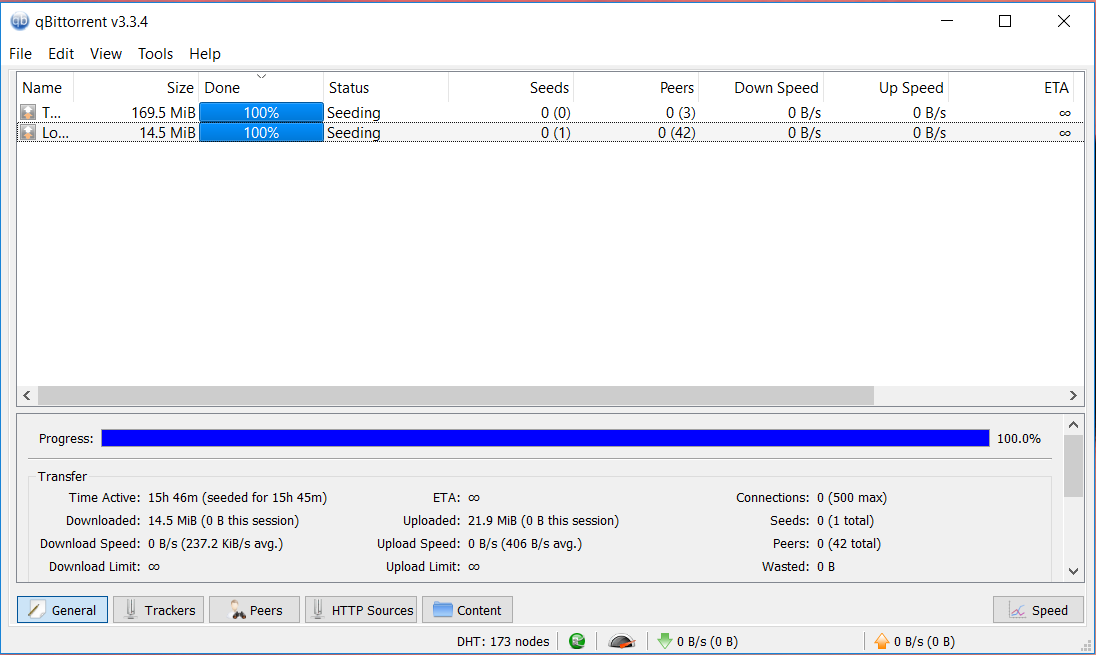 qBittorrent v3.3.4
File Edit View Tools Help
Name Size Done Status Seeds Peers Down Speed Up Speed ETA
T... 169.5 MiB 100% Seeding 0 (0) 0 (3) 0 B/s 0 B/s ∞
Lo... 14.5 MiB 100% Seeding 0 (1) 0 (42) 0 B/s 0 B/s ∞
Progress: 100.0%
Transfer
Time Active: 15h 46m (seeded for 15h 45m) ETA: ∞ Connections: 0 (500 max)
Downloaded: 14.5 MiB (0 B this session) Uploaded: 21.9 MiB (0 B this session) Seeds: 0 (1 total)
Download Speed: 0 B/s (237.2 KiB/s avg.) Upload Speed: 0 B/s (406 B/s avg.) Peers: 0 (42 total)
Download Limit: ∞ Upload Limit: ∞ Wasted: 0 B
General Trackers Peers HTTP Sources Content Speed
DHT: 173 nodes 0 B/s (0 B) 0 B/s (0 B)